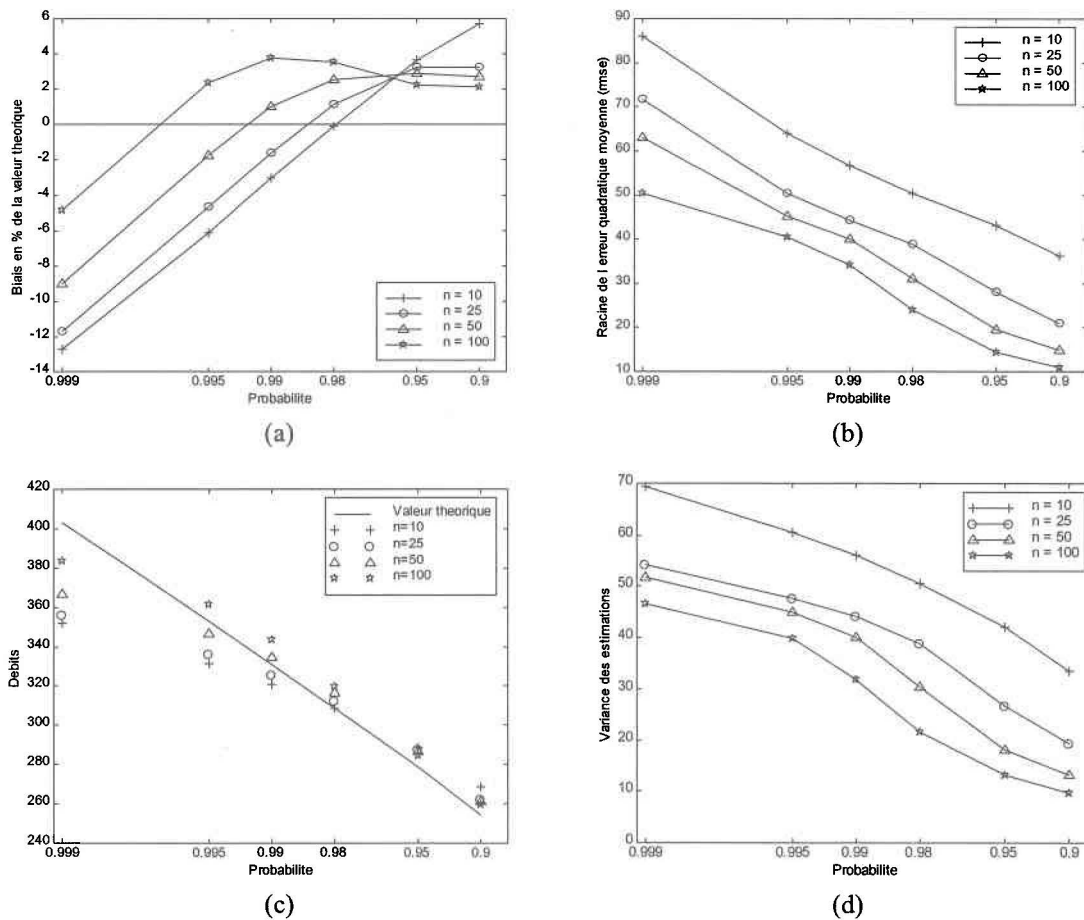 6
4
2
0
-2
-4
-6
-8
-10
-12
-14
Biais en % de la valeur theorique
n = 10
n = 25
n = 50
n = 100
0.999
0.995
0.99
0.98
0.95
0.9
Probabilite
(a)
90
80
70
60
50
40
30
20
10
Racine de l erreur quadratique moyenne (rmse)
n = 10
n = 25
n = 50
n = 100
0.999
0.995
0.99
0.98
0.95
0.9
Probabilite
(b)
420
400
380
360
340
320
300
280
260
240
Debits
Valeur theorique
n=10
n=25
n=50
n=100
0.999
0.995
0.99
0.98
0.95
0.9
Probabilite
(c)
70
60
50
40
30
20
10
0
Variance des estimations
n = 10
n = 25
n = 50
n = 100
0.999
0.995
0.99
0.98
0.95
0.9
Probabilite
(d)